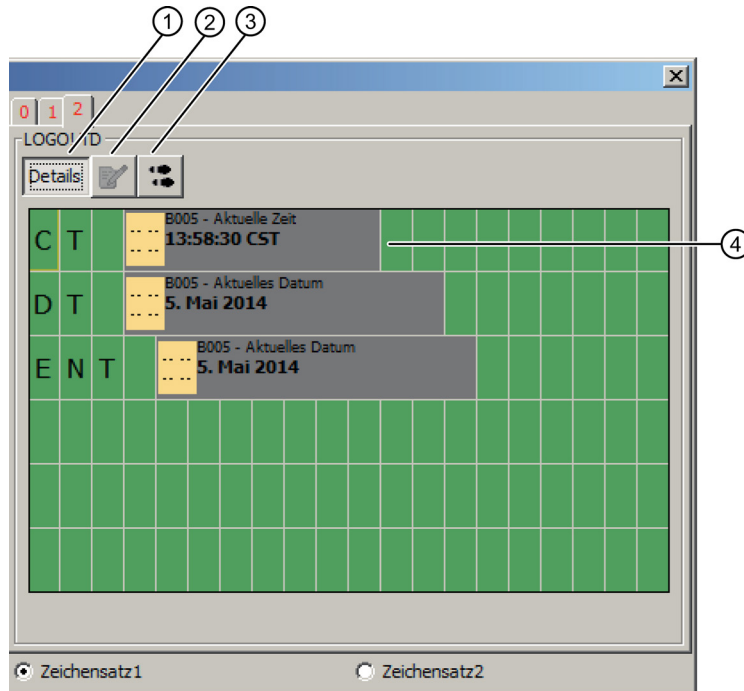 1 2 3
0 1 2
LOGO! TD
Details
C T B005 - Aktuelle Zeit
13:58:30 CST
4
D T B005 - Aktuelles Datum
5. Mai 2014
E N T B005 - Aktuelles Datum
5. Mai 2014
Zeichensatz1 Zeichensatz2